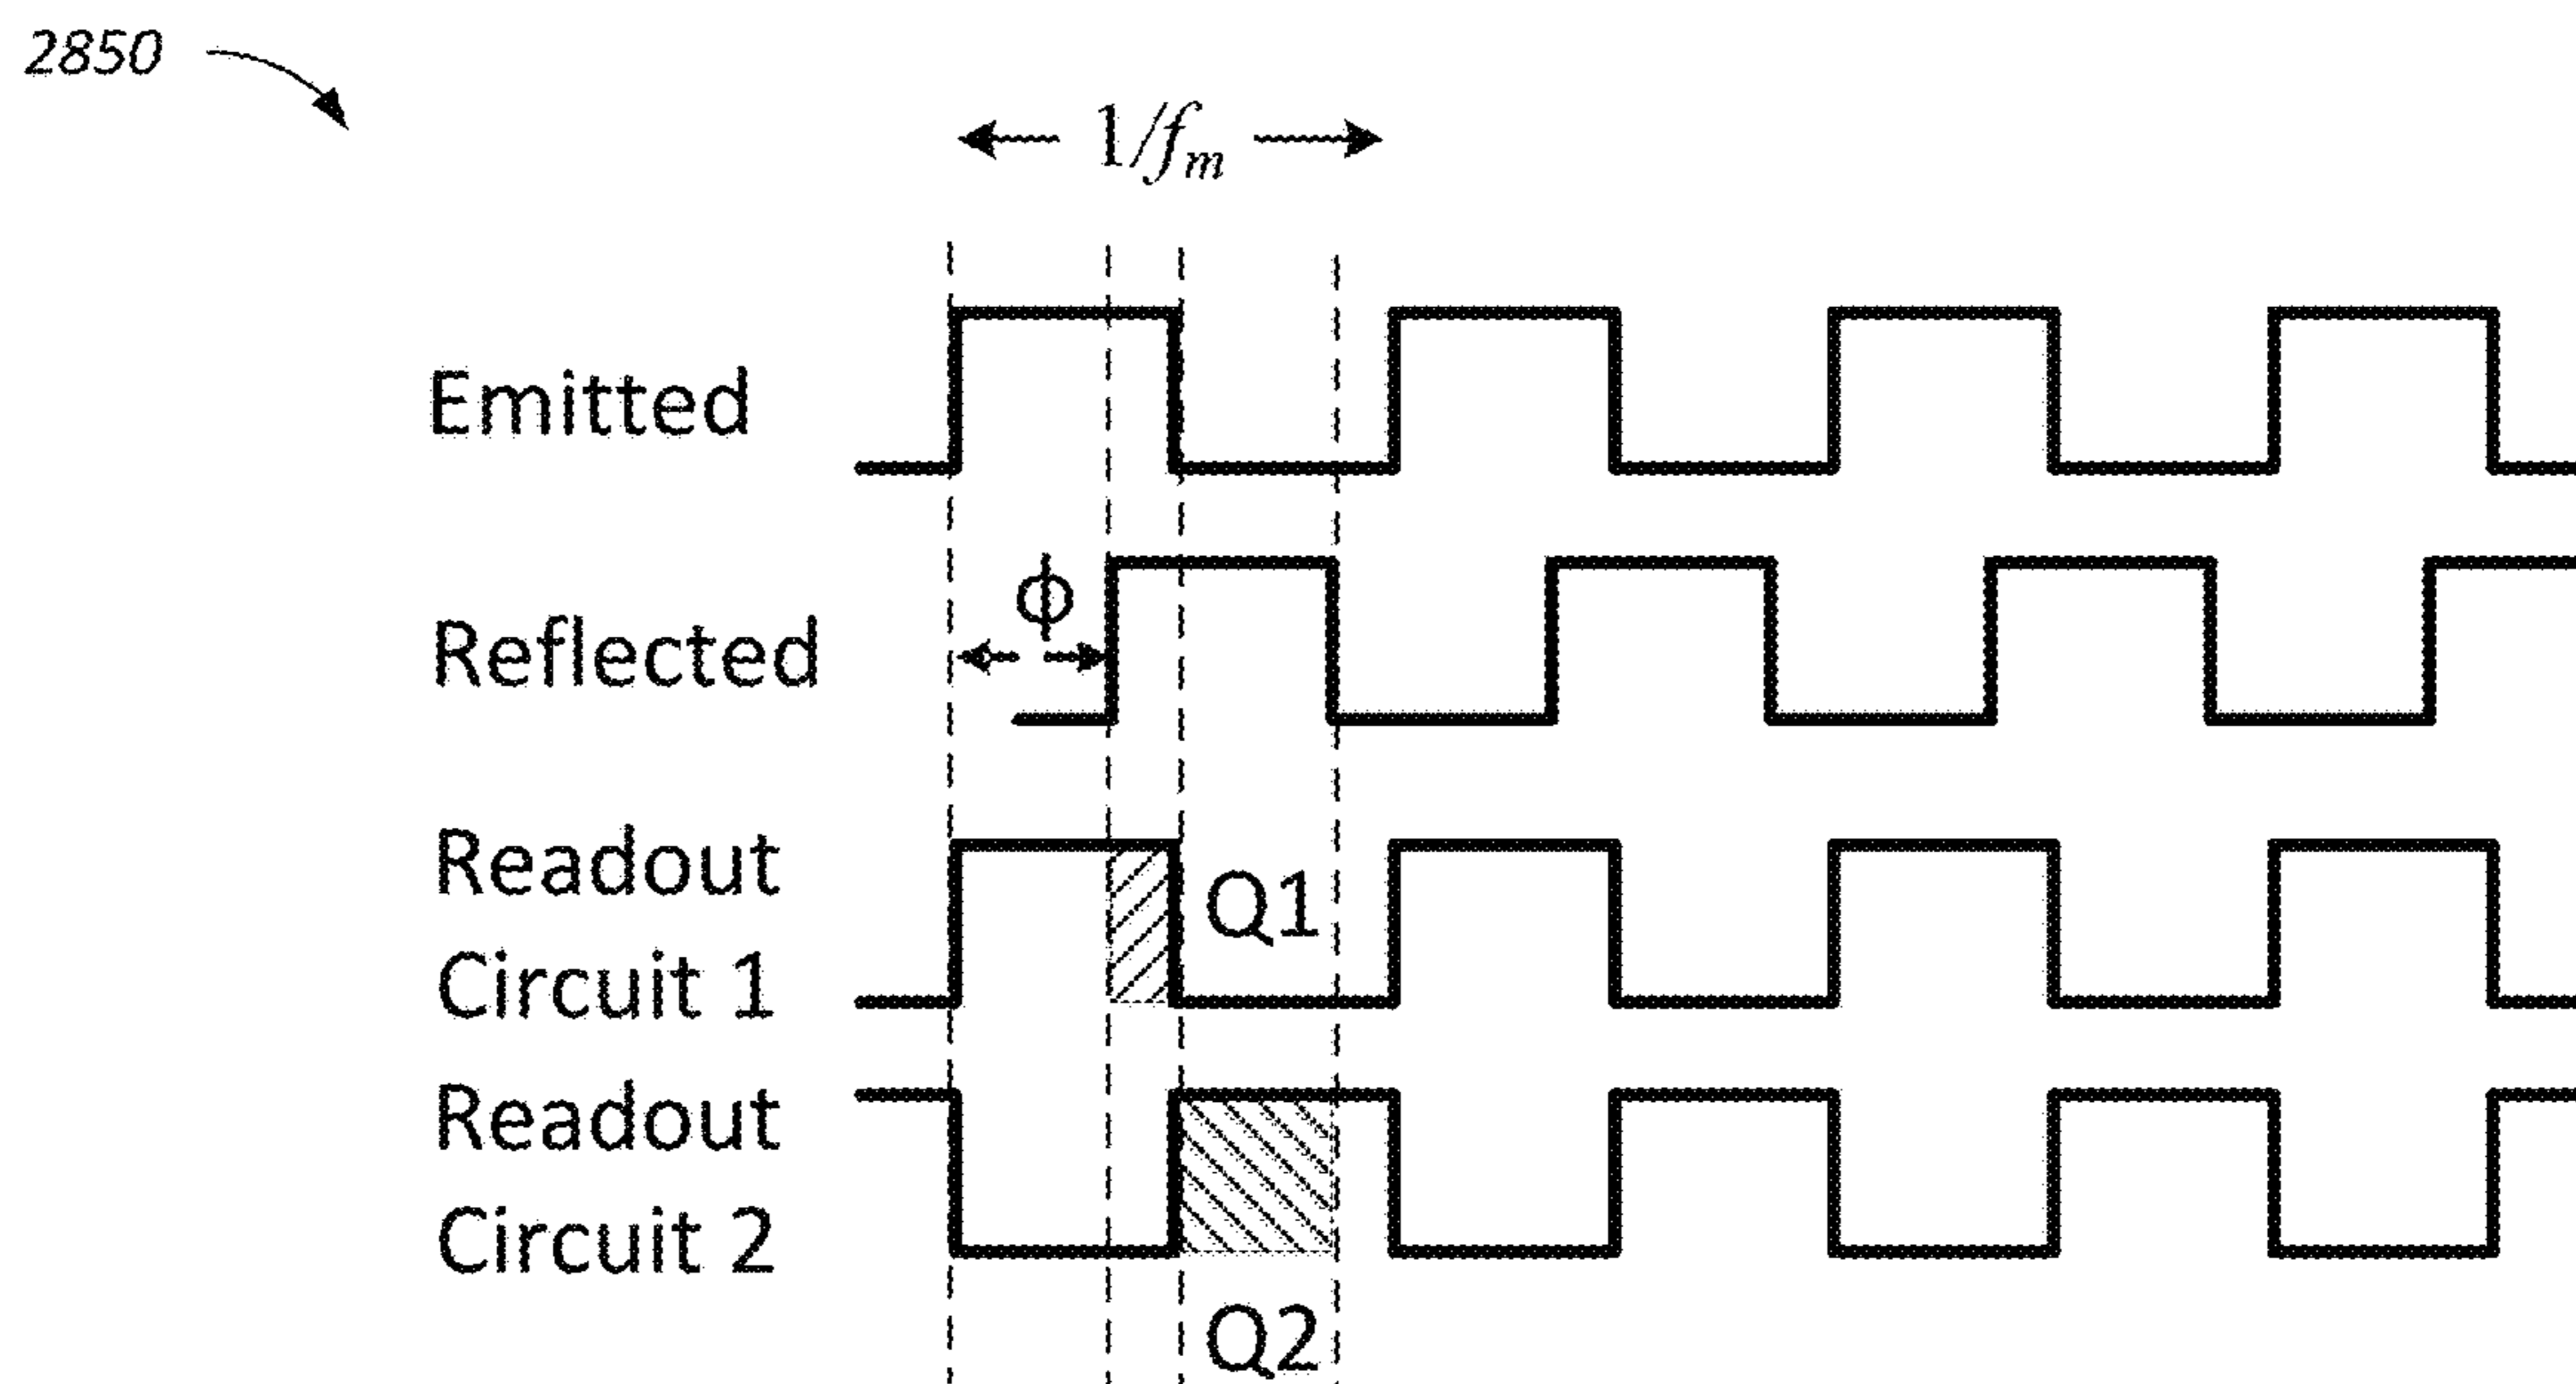 2850
1/fm
Emitted
ϕ
Reflected
Readout
Circuit 1
Q1
Readout
Circuit 2
Q2